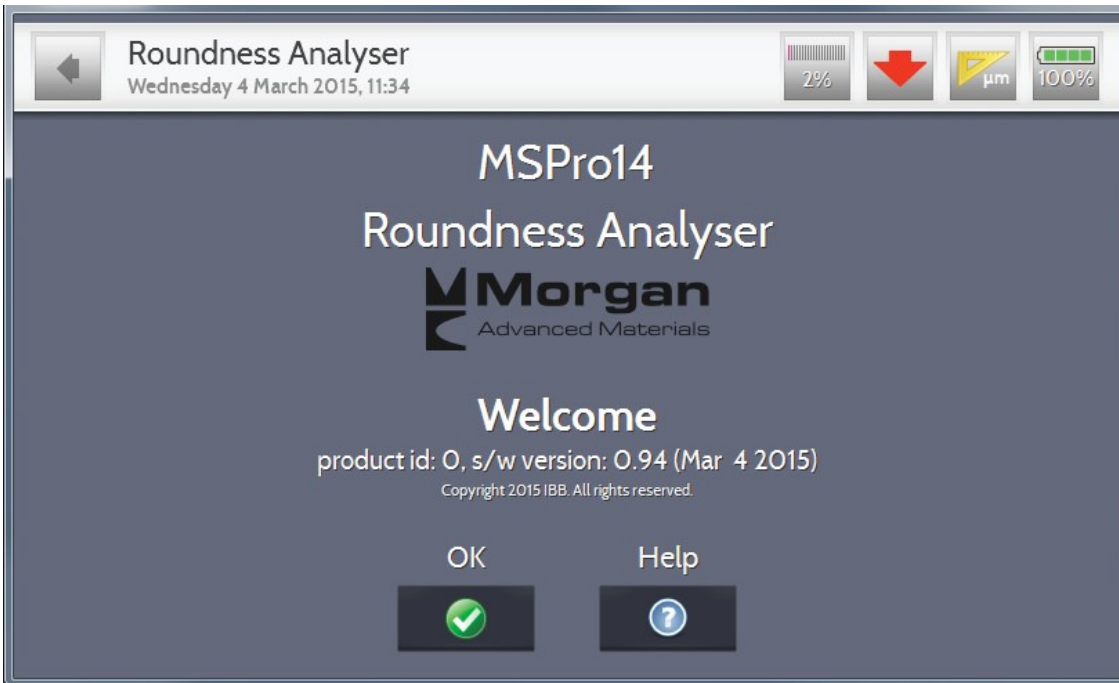 Roundness Analyser
Wednesday 4 March 2015, 11:34
2%
µm
100%
MSPro14
Roundness Analyser
Morgan
Advanced Materials
Welcome
product id: 0, s/w version: 0.94 (Mar 4 2015)
Copyright 2015 IBB. All rights reserved.
OK Help
?